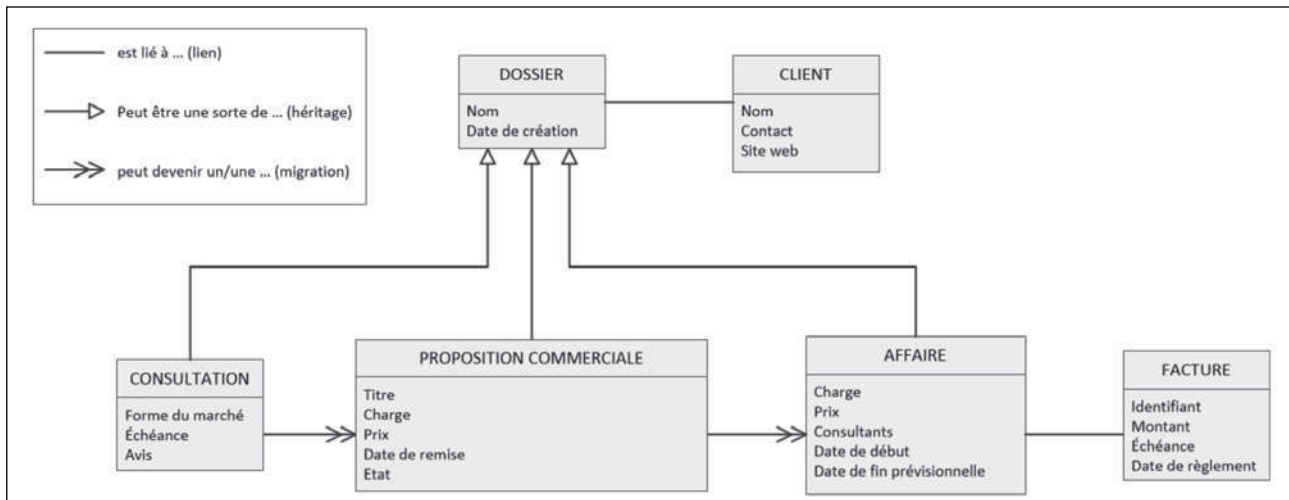 est lié à ... (lien)
Peut être une sorte de ... (héritage)
peut devenir un/une ... (migration)
DOSSIER
Nom
Date de création
CLIENT
Nom
Contact
Site web
CONSULTATION
Forme du marché
Échéance
Avis
PROPOSITION COMMERCIALE
Titre
Charge
Prix
Date de remise
Etat
AFFAIRE
Charge
Prix
Consultants
Date de début
Date de fin prévisionnelle
FACTURE
Identifiant
Montant
Échéance
Date de règlement